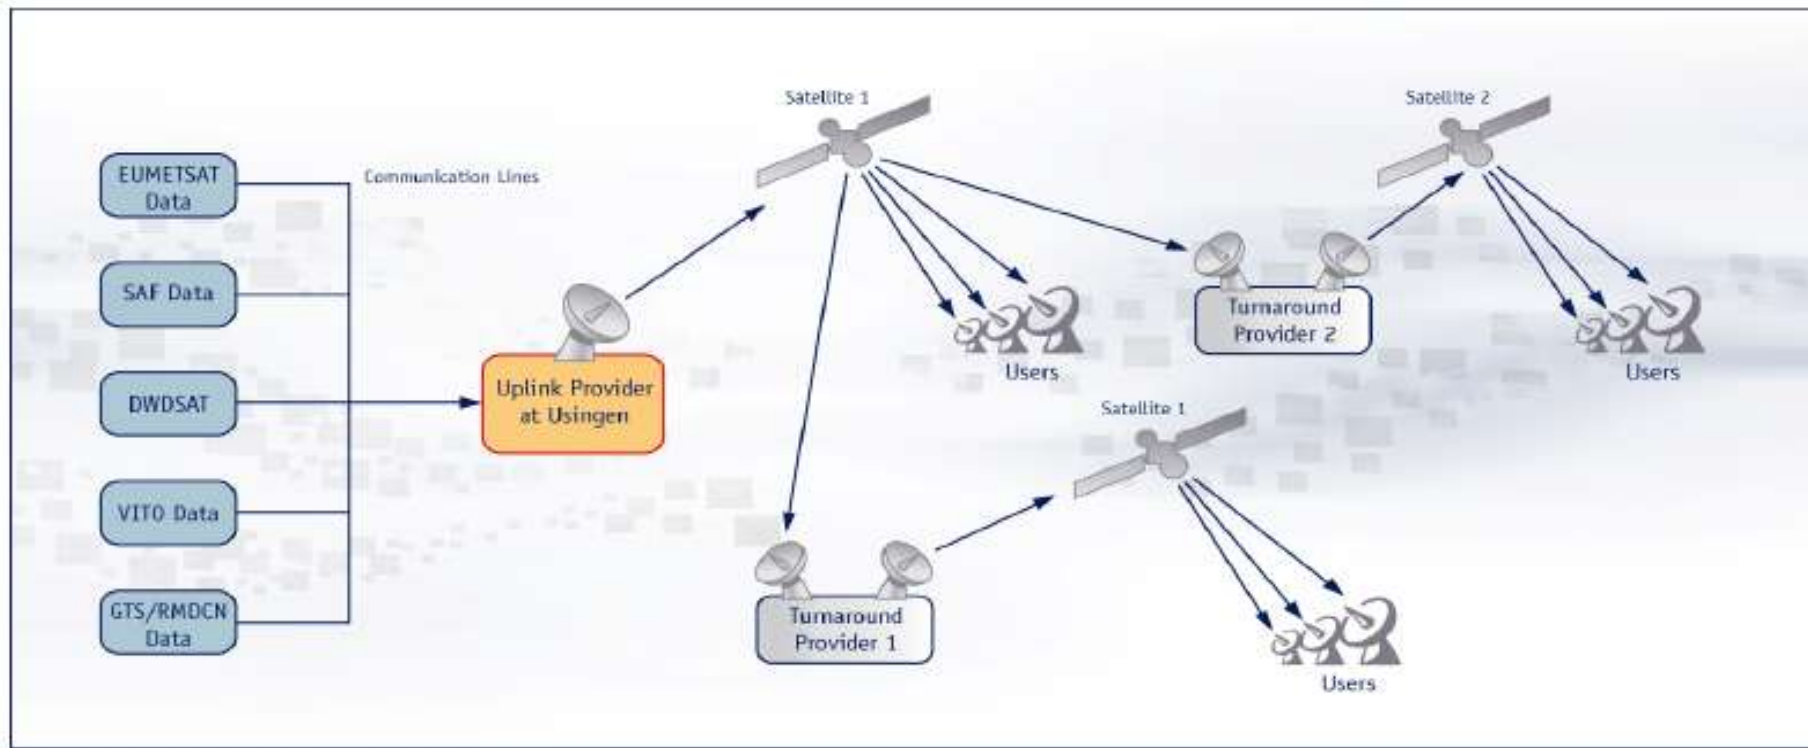 Satellite 1
Satellite 2
EUMETSAT
Data
Communication Lines
SAF Data
DWDSAT
VITO Data
GTS/RMDCN
Data
Uplink Provider
at Usingen
Users
Turnaround
Provider 2
Users
Satellite 1
Turnaround
Provider 1
Users